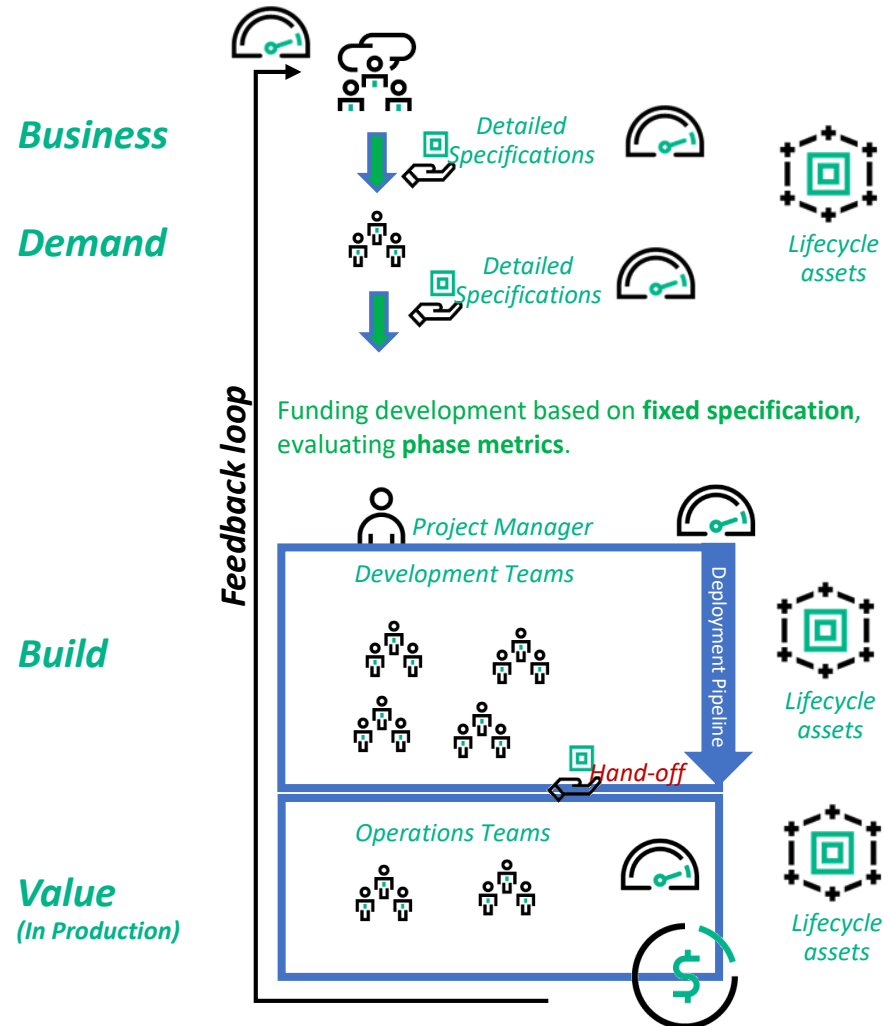 Business
Detailed
Specifications
Demand
Detailed
Specifications
Lifecycle
assets
Feedback loop
Funding development based on fixed specification,
evaluating phase metrics.
Project Manager
Development Teams
Deployment Pipeline
Build
Lifecycle
assets
Hand-off
Operations Teams
Value
(In Production)
Lifecycle
assets
$